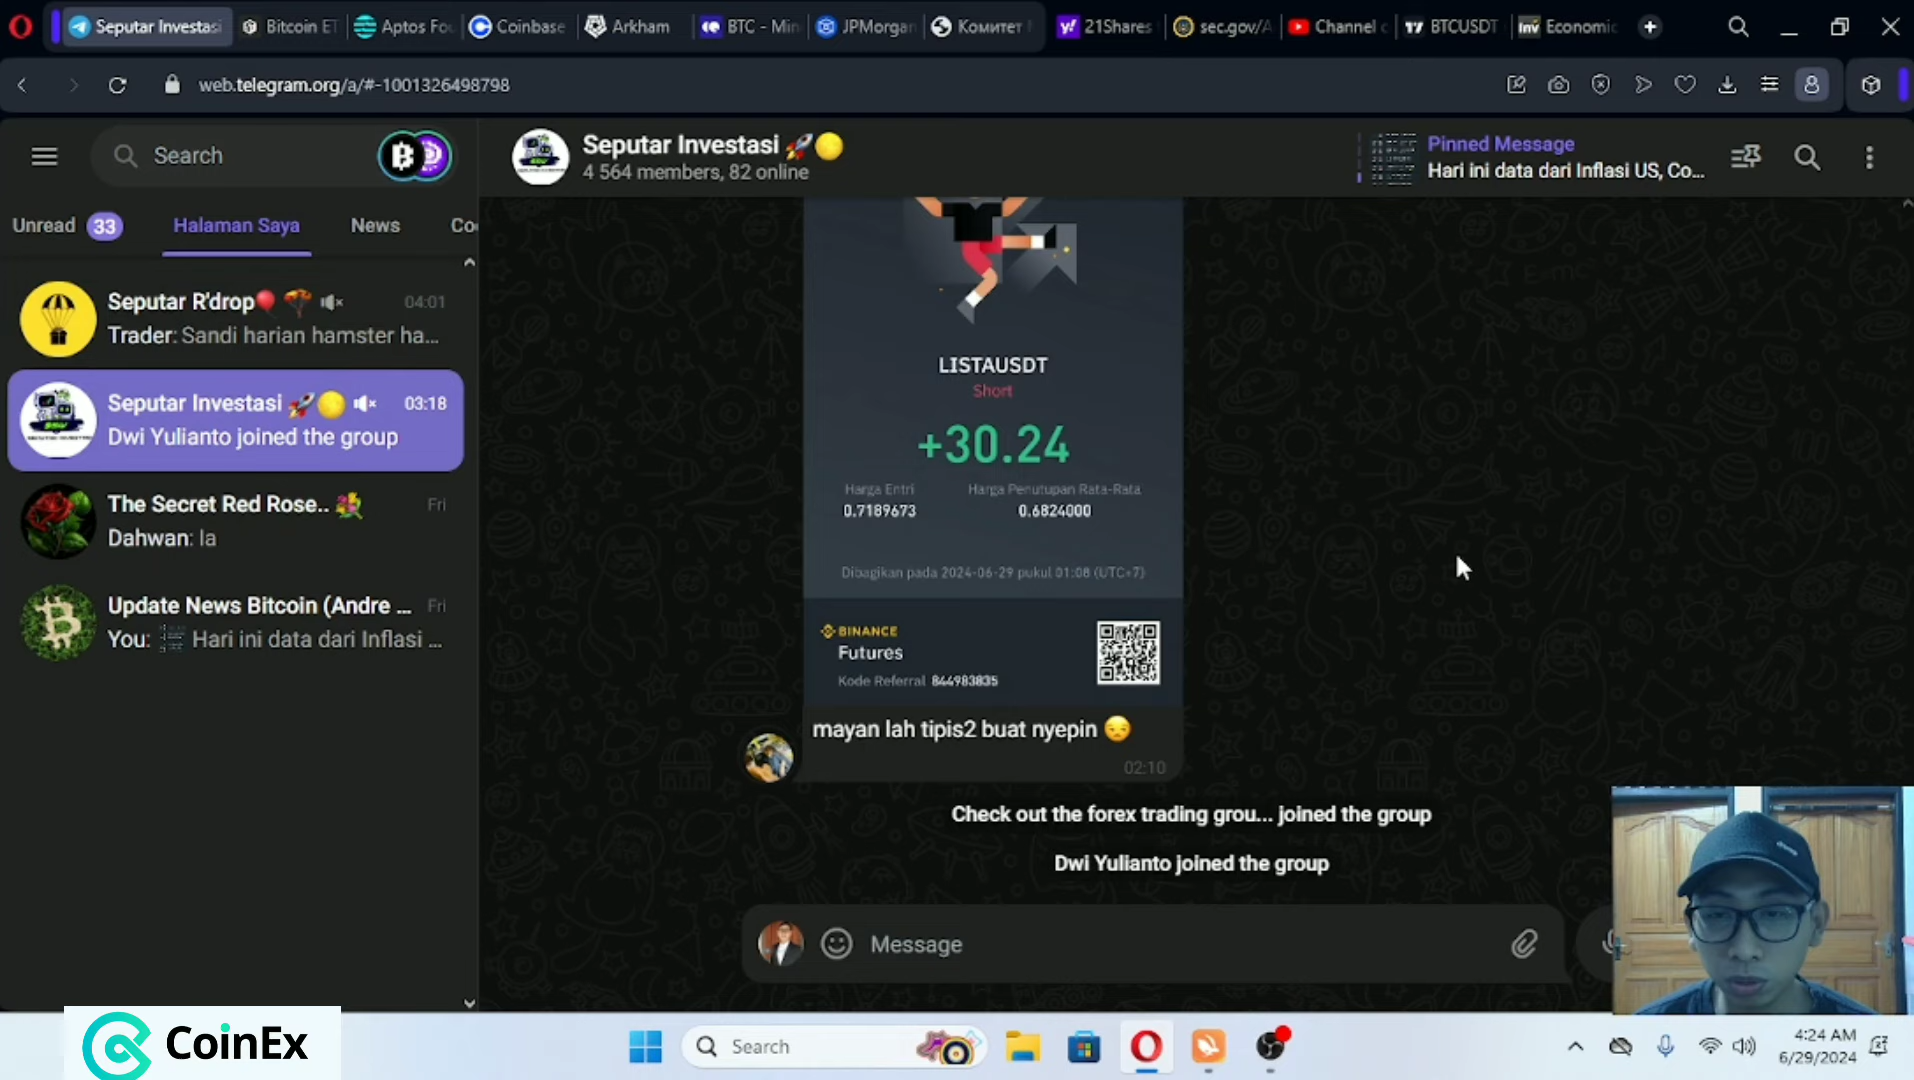 Seputar Investasi
Bitcoin ET
Aptos Fou
Coinbase
Arkham
BTC - Min
JPMorgan
Комитет
21Shares
sec.gov/A
Channel c
BTCUSDT
Economic
web.telegram.org/a/#-1001326498798
Search
Seputar Investasi 🚀🟡
4 564 members, 82 online
Pinned Message
Hari ini data dari Inflasi US, Co...
Unread 33
Halaman Saya
News
Co
Seputar R'drop🎈 🪂 04:01
Trader: Sandi harian hamster ha...
Seputar Investasi 🚀🟡 03:18
Dwi Yulianto joined the group
The Secret Red Rose.. 💐 Fri
Dahwan: la
Update News Bitcoin (Andre ... Fri
You: Hari ini data dari Inflasi ...
LISTAUSDT
Short
+30.24
Harga Entri Harga Penutupan Rata-Rata
0.7189673 0.6824000
Dibagikan pada 2024-06-29 pukul 01:08 (UTC+7)
BINANCE
Futures
Kode Referral 844983835
mayan lah tipis2 buat nyepin 😒
02:10
Check out the forex trading grou... joined the group
Dwi Yulianto joined the group
Message
CoinEx
Search
4:24 AM
6/29/2024